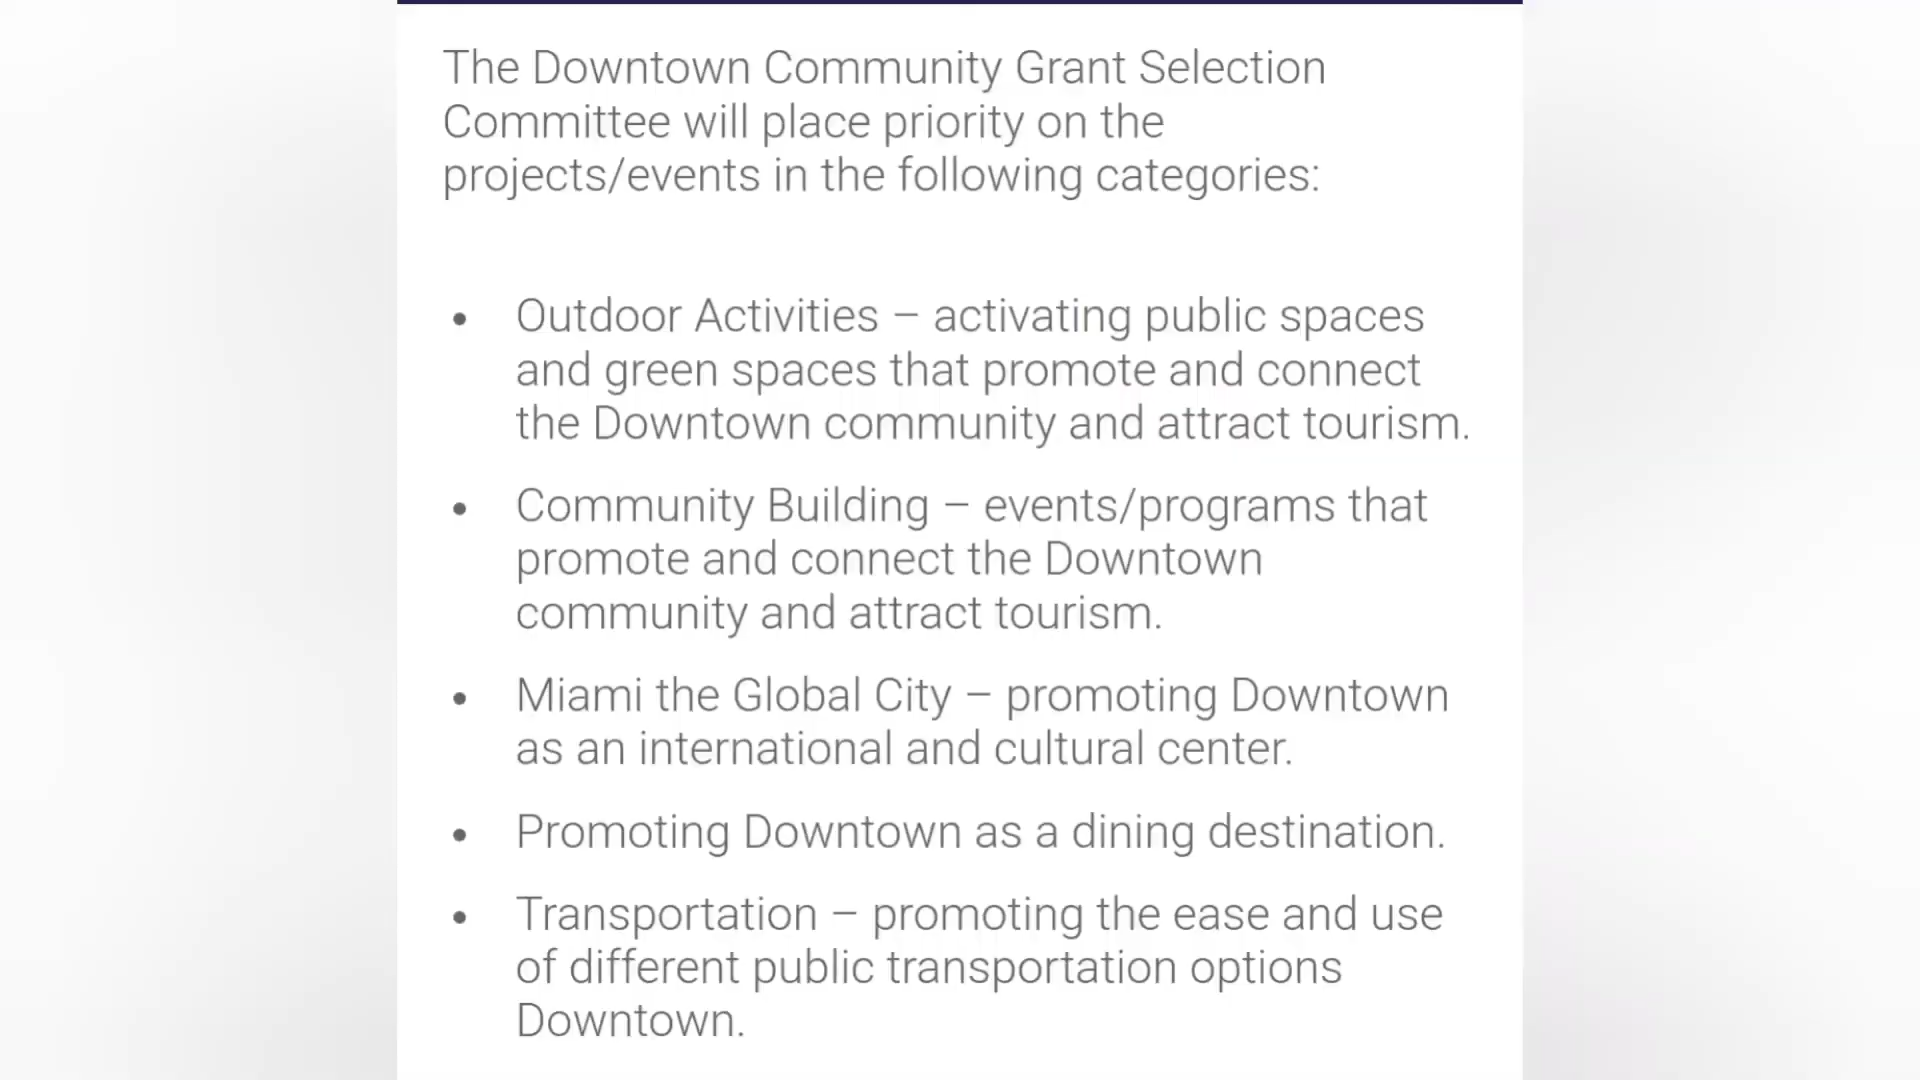 The Downtown Community Grant Selection
Committee will place priority on the
projects/events in the following categories:
• Outdoor Activities – activating public spaces
and green spaces that promote and connect
the Downtown community and attract tourism.
• Community Building – events/programs that
promote and connect the Downtown
community and attract tourism.
• Miami the Global City – promoting Downtown
as an international and cultural center.
• Promoting Downtown as a dining destination.
• Transportation – promoting the ease and use
of different public transportation options
Downtown.